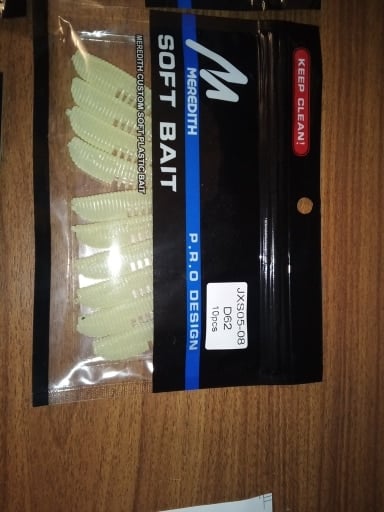 KEEP CLEAN!
M
MEREDITH
P.R.O DESIGN
SOFT BAIT
MEREDITH CUSTOM SOFT PLASTIC BAIT
JXS05-08
D62
10pcs